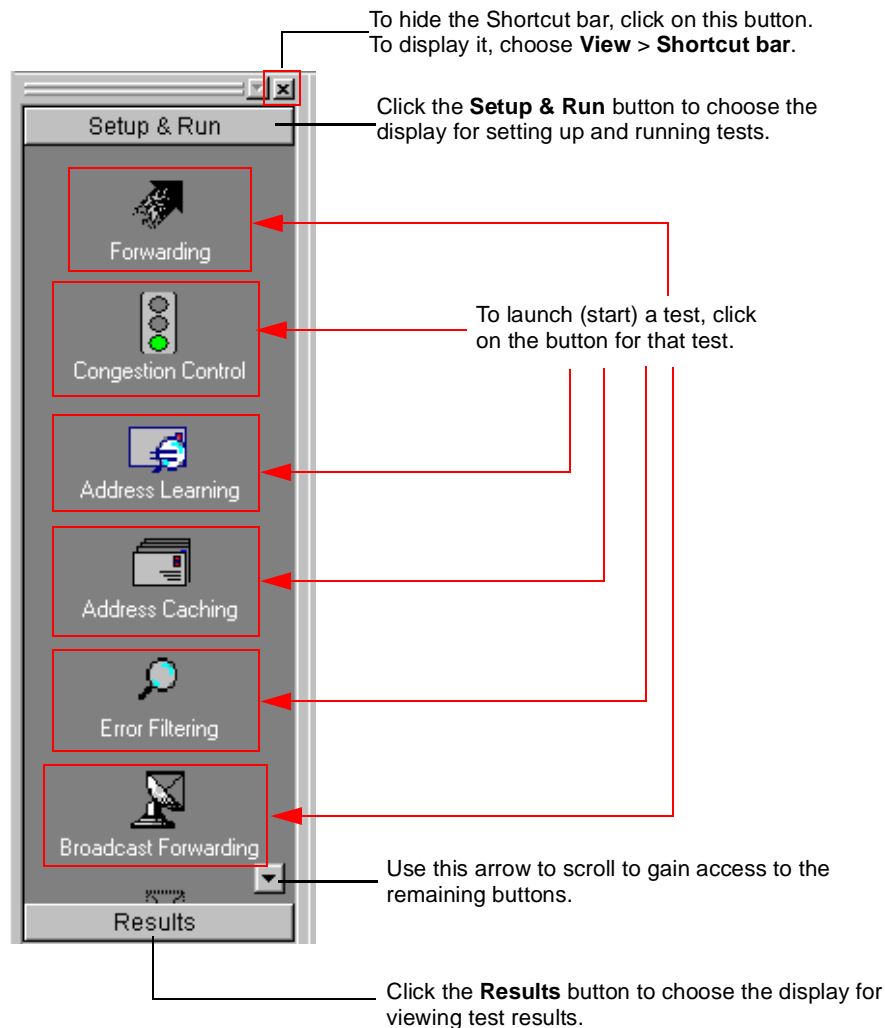 To hide the Shortcut bar, click on this button.
To display it, choose View > Shortcut bar.
Click the Setup & Run button to choose the
display for setting up and running tests.
Setup & Run
Forwarding
To launch (start) a test, click
on the button for that test.
Congestion Control
Address Learning
Address Caching
Error Filtering
Broadcast Forwarding
Use this arrow to scroll to gain access to the
remaining buttons.
Results
Click the Results button to choose the display for
viewing test results.